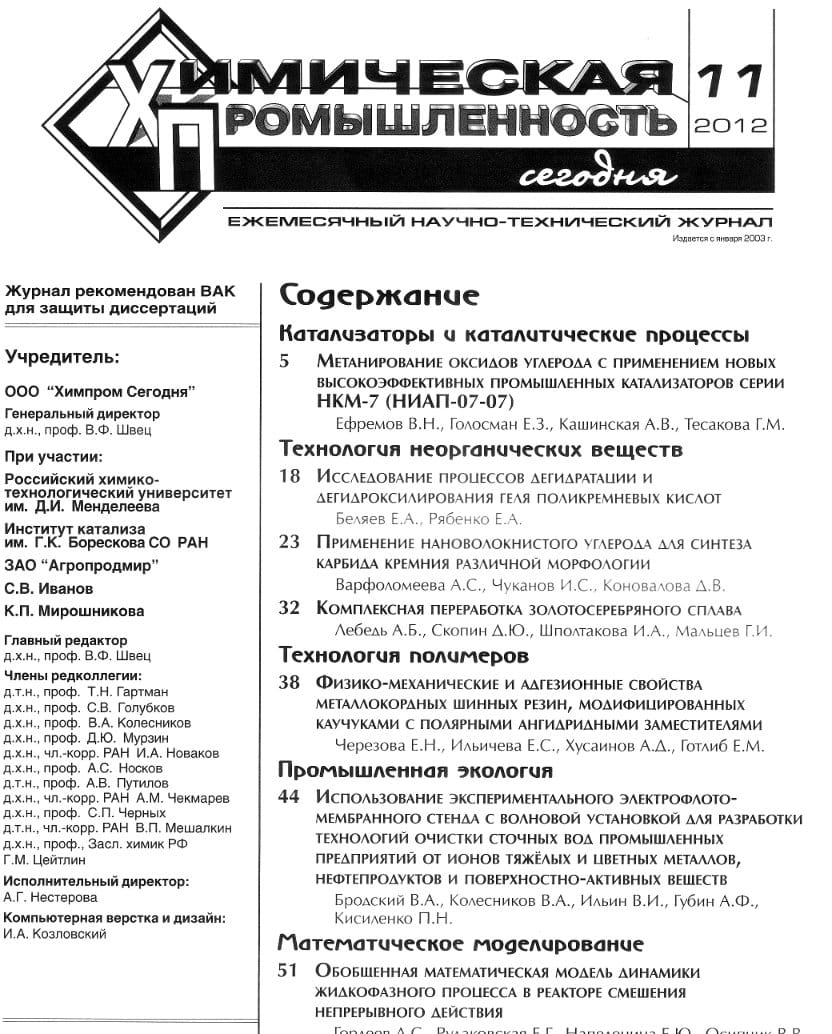 ХИМИЧЕСКАЯ
ПРОМЫШЛЕННОСТЬ
сегодня
11
2012
ЕЖЕМЕСЯЧНЫЙ НАУЧНО-ТЕХНИЧЕСКИЙ ЖУРНАЛ
Издается с января 2003 г.
Журнал рекомендован ВАК
для защиты диссертаций
Учредитель:
ООО “Химпром Сегодня”
Генеральный директор
д.х.н., проф. В.Ф. Швец
При участии:
Российский химико-
технологический университет
им. Д.И. Менделеева
Институт катализа
им. Г.К. Борескова СО РАН
ЗАО “Агропродмир”
С.В. Иванов
К.П. Мирошникова
Главный редактор
д.х.н., проф. В.Ф. Швец
Члены редколлегии:
д.т.н., проф. Т.Н. Гартман
д.х.н., проф. С.В. Голубков
д.х.н., проф. В.А. Колесников
д.х.н., проф. Д.Ю. Мурзин
д.х.н., чл.-корр. РАН И.А. Новаков
д.х.н., проф. А.С. Носков
д.т.н., проф. А.В. Путилов
д.х.н., чл.-корр. РАН А.М. Чекмарев
д.х.н., проф. С.П. Черных
д.т.н., чл.-корр. РАН В.П. Мешалкин
д.х.н., проф., Засл. химик РФ
Г.М. Цейтлин
Исполнительный директор:
А.Г. Нестерова
Компьютерная верстка и дизайн:
И.А. Козловский
Содержание
Катализаторы и каталитические процессы
5 Метанирование оксидов углерода с применением новых
высокоэффективных промышленных катализаторов серии
НКМ-7 (НИАП-07-07)
Ефремов В.Н., Голосман Е.З., Кашинская А.В., Тесакова Г.М.
Технология неорганических веществ
18 Исследование процессов дегидратации и
дегидроксилирования геля поликремневых кислот
Беляев Е.А., Рябенко Е.А.
23 Применение нановолокнистого углерода для синтеза
карбида кремния различной морфологии
Варфоломеева А.С., Чуканов И.С., Коновалова Д.В.
32 Комплексная переработка золотосеребряного сплава
Лебедь А.Б., Скопин Д.Ю., Шполтакова И.А., Мальцев Г.И.
Технология полимеров
38 Физико-механические и адгезионные свойства
металлокордных шинных резин, модифицированных
каучуками с полярными ангидридными заместителями
Черезова Е.Н., Ильичева Е.С., Хусаинов А.Д., Готлиб Е.М.
Промышленная экология
44 Использование экспериментального электрофлото-
мембранного стенда с волновой установкой для разработки
технологий очистки сточных вод промышленных
предприятий от ионов тяжёлых и цветных металлов,
нефтепродуктов и поверхностно-активных веществ
Бродский В.А., Колесников В.А., Ильин В.И., Губин А.Ф.,
Кисиленко П.Н.
Математическое моделирование
51 Обобщенная математическая модель динамики
жидкофазного процесса в реакторе смешения
непрерывного действия